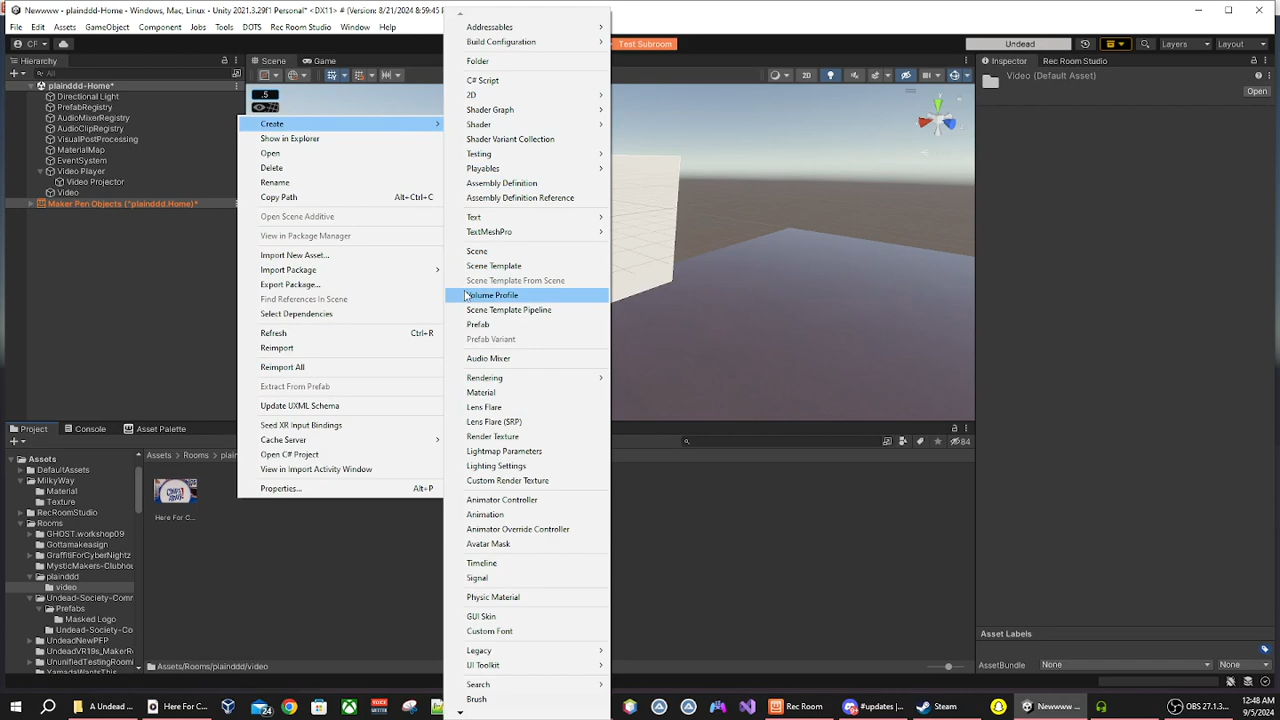 Newwww - plainddd-Home - Windows, Mac, Linux - Unity 2021.3.29f1 Personal* <DX11> # (Version: 8/21/2024 8:59:45
File Edit Assets GameObject Component Jobs Tools DOTS Rec Room Studio Window Help
Test Subroom
Undead
Layers
Layout
Hierarchy
All
plainddd-Home*
Directional Light
PrefabRegistry
AudioMixerRegistry
AudioClipRegistry
VisualPostProcessing
MaterialMap
EventSystem
Video Player
Video Projector
Video
Maker Pen Objects (*plainddd.Home*)
Scene
Game
.5
2D
Create
Show in Explorer
Open
Delete
Rename
Copy Path Alt+Ctrl+C
Open Scene Additive
View in Package Manager
Import New Asset...
Import Package
Export Package...
Find References In Scene
Select Dependencies
Refresh Ctrl+R
Reimport
Reimport All
Extract From Prefab
Update UXML Schema
Seed XR Input Bindings
Cache Server
Open C# Project
View in Import Activity Window
Properties... Alt+P
Addressables
Build Configuration
Folder
C# Script
2D
Shader Graph
Shader
Shader Variant Collection
Testing
Playables
Assembly Definition
Assembly Definition Reference
Text
TextMeshPro
Scene
Scene Template
Scene Template From Scene
Volume Profile
Scene Template Pipeline
Prefab
Prefab Variant
Audio Mixer
Rendering
Material
Lens Flare
Lens Flare (SRP)
Render Texture
Lightmap Parameters
Lighting Settings
Custom Render Texture
Animator Controller
Animation
Animator Override Controller
Avatar Mask
Timeline
Signal
Physic Material
GUI Skin
Custom Font
Legacy
UI Toolkit
Search
Brush
Inspector
Rec Room Studio
Video (Default Asset)
Open
Asset Labels
AssetBundle None None
Project
Console
Asset Palette
84
Assets
DefaultAssets
MilkyWay
Material
Texture
RecRoomStudio
Rooms
GHOST.workshop09
Gottamakeasign
GraffitiForCyberNightz
MysticMakers-Clubhou
plainddd
video
Undead-Society-Comm
Prefabs
Masked Logo
Undead-Society-Co
UndeadNewPFP
UndeadVR19s_MakerRo
UnunifiedTestingRoom
YamadaWantsThis
Assets > Rooms > plain
Here For C...
Assets/Rooms/plainddd/video
A Undead ...
Here For C...
24
Rec Room
#updates |...
Steam
Newwww ...
OBS 27.1.3...
12:48 AM
9/5/2024